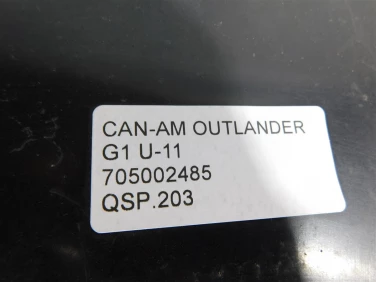 CAN-AM OUTLANDER
G1 U-11
705002485
QSP.203